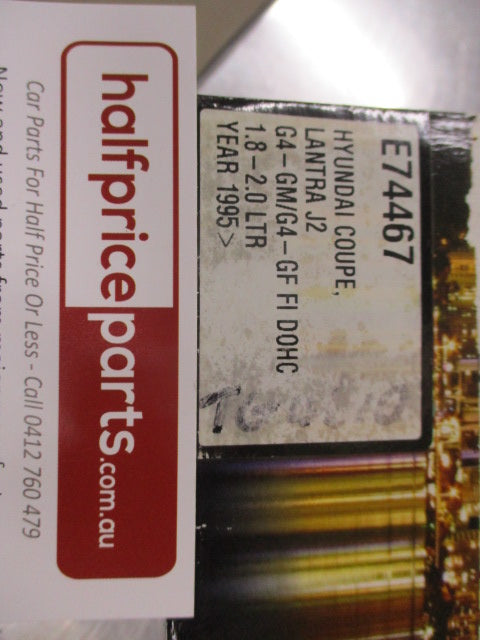 E74467
HYUNDAI COUPE,
LANTRA J2
G4-GM/G4-GF FI DOHC
1.8-2.0 LTR
YEAR 1995>
halfpriceparts.com.au
Car Parts For Half Price Or Less - Call 0412 760 479